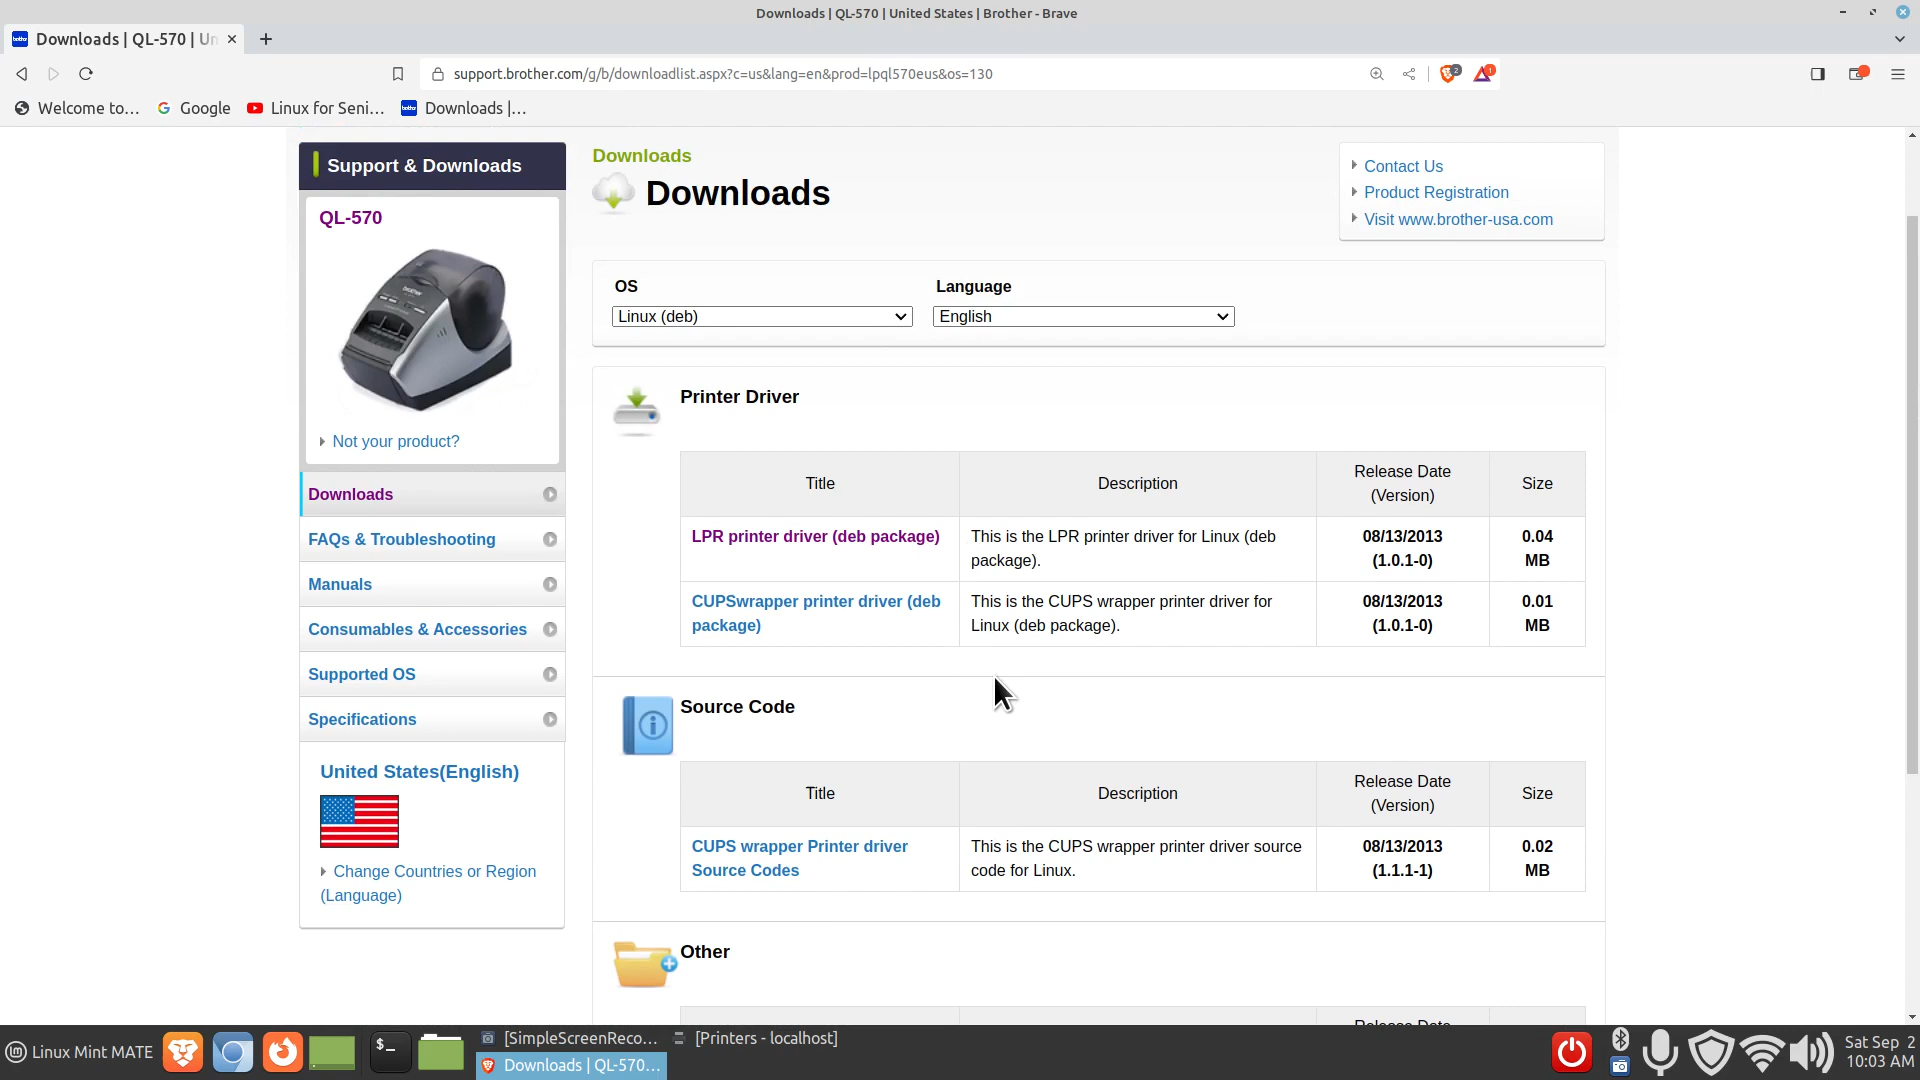 Downloads | QL-570 | United States | Brother - Brave
Downloads | QL-570 | Un
support.brother.com/g/b/downloadlist.aspx?c=us&lang=en&prod=lpql570eus&os=130
2
1
Welcome to…
Google
Linux for Seni…
Downloads |…
Support & Downloads
QL-570
Not your product?
Downloads
FAQs & Troubleshooting
Manuals
Consumables & Accessories
Supported OS
Specifications
United States(English)
Change Countries or Region
(Language)
Downloads
Downloads
Contact Us
Product Registration
Visit www.brother-usa.com
OS
Language
Linux (deb)
English
Printer Driver
Title
Description
Release Date
(Version)
Size
LPR printer driver (deb package)
This is the LPR printer driver for Linux (deb
package).
08/13/2013
(1.0.1-0)
0.04
MB
CUPSwrapper printer driver (deb
package)
This is the CUPS wrapper printer driver for
Linux (deb package).
08/13/2013
(1.0.1-0)
0.01
MB
Source Code
Title
Description
Release Date
(Version)
Size
CUPS wrapper Printer driver
Source Codes
This is the CUPS wrapper printer driver source
code for Linux.
08/13/2013
(1.1.1-1)
0.02
MB
Other
Release Date
Linux Mint MATE
$_
[SimpleScreenReco…
[Printers - localhost]
Downloads | QL-570…
Sat Sep 2
10:03 AM